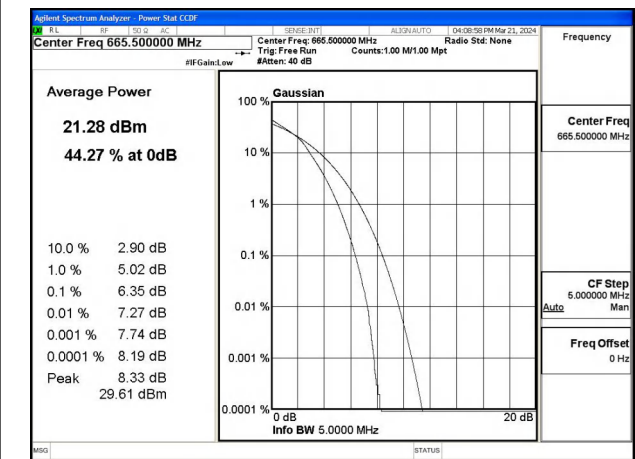 Agilent Spectrum Analyzer - Power Stat CCDF
LXI RL RF 50 Ω AC SENSE:INT ALIGN AUTO 04:08:58 PM Mar 21, 2024
Center Freq 665.500000 MHz
Center Freq: 665.500000 MHz Radio Std: None
Trig: Free Run Counts:1.00 M/1.00 Mpt
#IFGain:Low #Atten: 40 dB
Frequency
Average Power
21.28 dBm
44.27 % at 0dB
10.0 % 2.90 dB
1.0 % 5.02 dB
0.1 % 6.35 dB
0.01 % 7.27 dB
0.001 % 7.74 dB
0.0001 % 8.19 dB
Peak 8.33 dB
29.61 dBm
Gaussian
100 %
10 %
1 %
0.1 %
0.01 %
0.001 %
0.0001 %
0 dB 20 dB
Info BW 5.0000 MHz
Center Freq
665.500000 MHz
CF Step
5.000000 MHz
Auto Man
Freq Offset
0 Hz
MSG STATUS